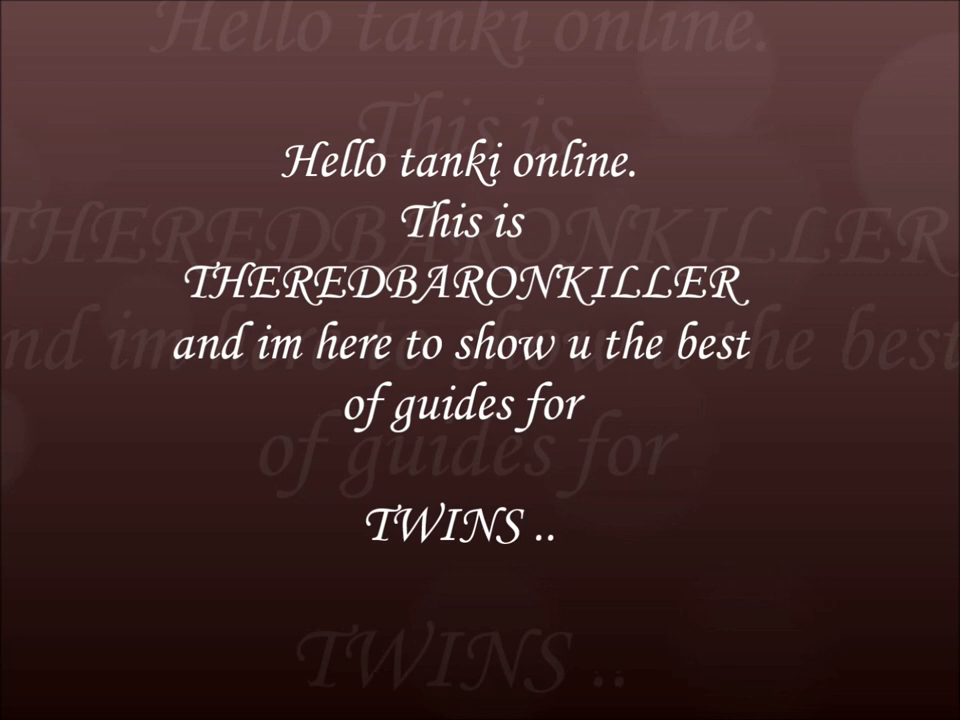 Hello tanki online.
This is
THEREDBARONKILLER
and im here to show u the best
of guides for
TWINS ..